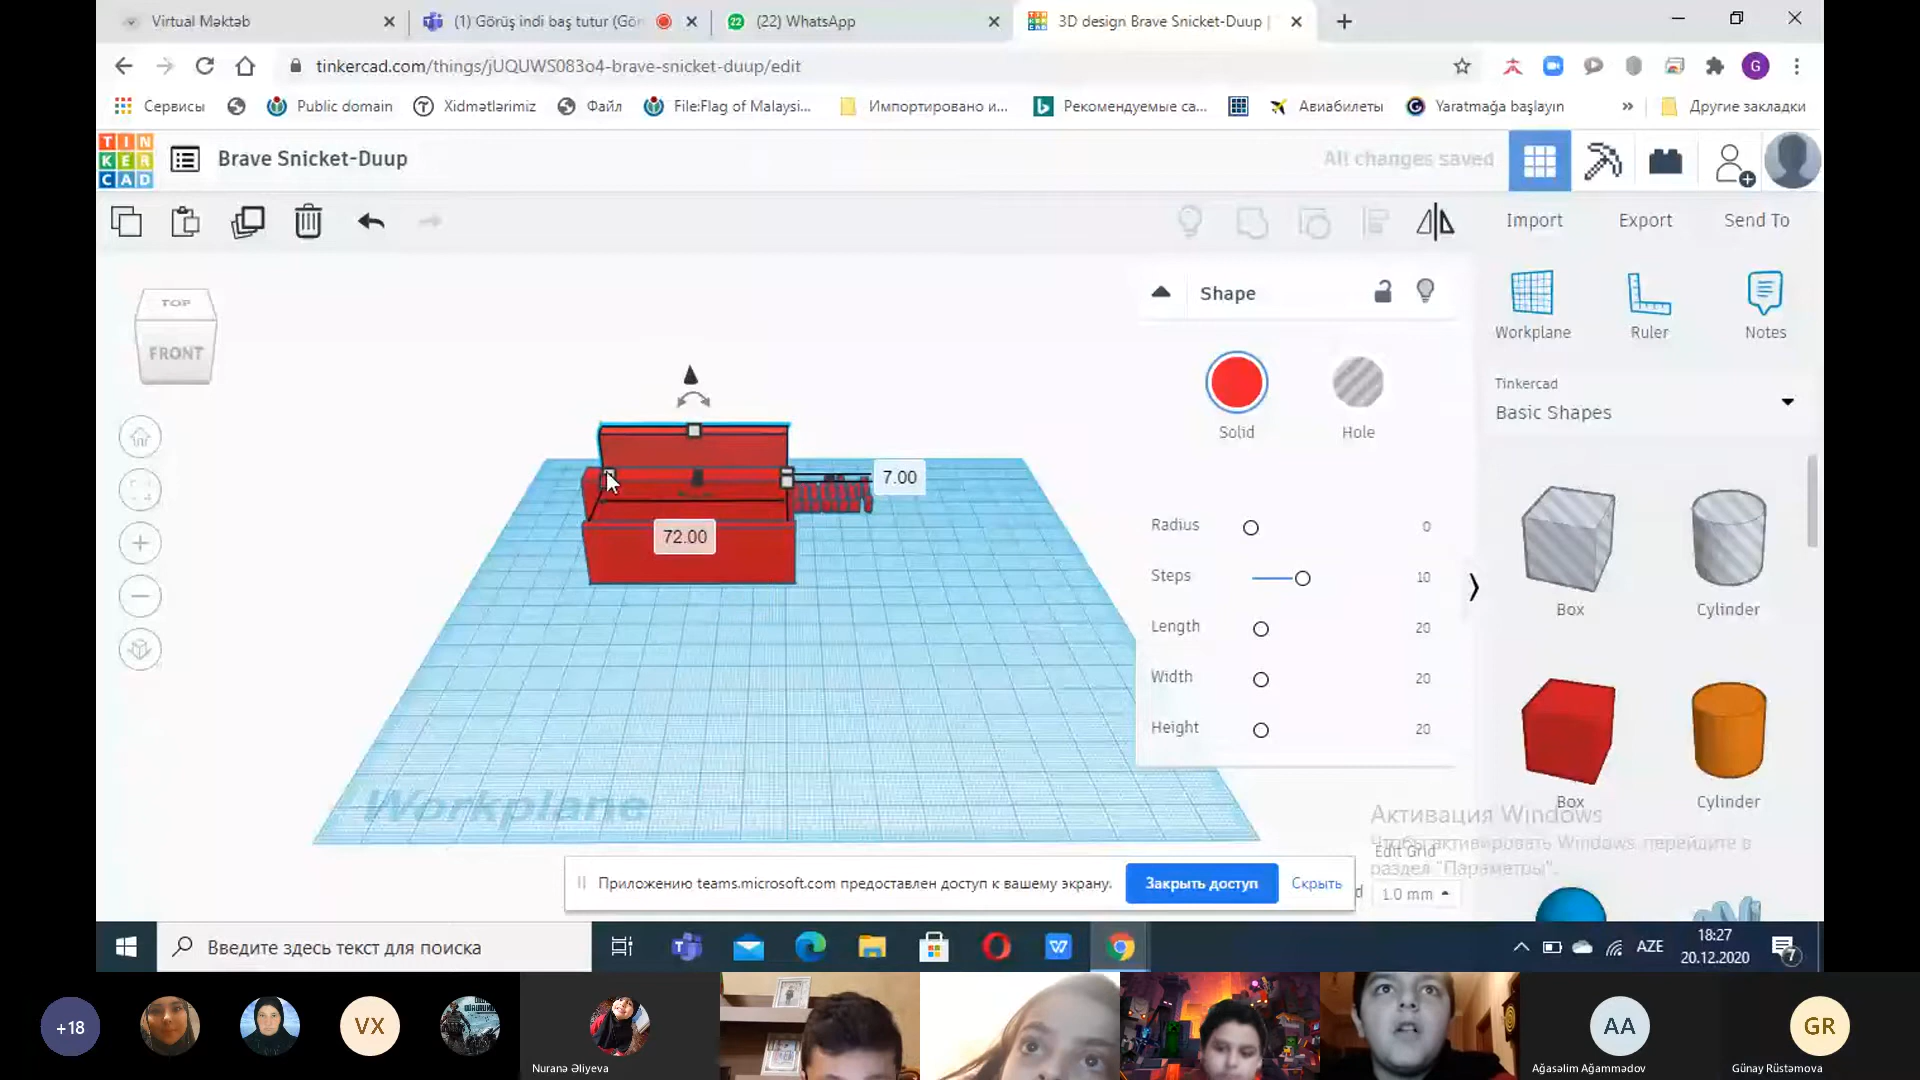 Virtual Məktəb
(1) Görüş indi baş tutur (Gör
22
(22) WhatsApp
3D design Brave Snicket-Duup |
tinkercad.com/things/jUQUWS083o4-brave-snicket-duup/edit
G
Сервисы
Public domain
Xidmətlərimiz
Файл
File:Flag of Malaysi...
Импортировано и...
Рекомендуемые са...
Авиабилеты
Yaratmağa başlayın
»
Другие закладки
TIN
KER
CAD
Brave Snicket-Duup
All changes saved
Import
Export
Send To
TOP
FRONT
Shape
Solid
Hole
Workplane
Ruler
Notes
Tinkercad
Basic Shapes
7.00
72.00
Radius
0
Steps
10
Length
20
Width
20
Height
20
Box
Cylinder
Box
Cylinder
Workplane
Активация Windows
Чтобы активировать Windows, перейдите в
раздел "Параметры".
Edit Grid
1.0 mm
Приложению teams.microsoft.com предоставлен доступ к вашему экрану.
Закрыть доступ
Скрыть
Введите здесь текст для поиска
AZE
18:27
20.12.2020
7
+18
VX
Nuranə Əliyeva
AA
Ağasəlim Ağammədov
GR
Günay Rüstəmova